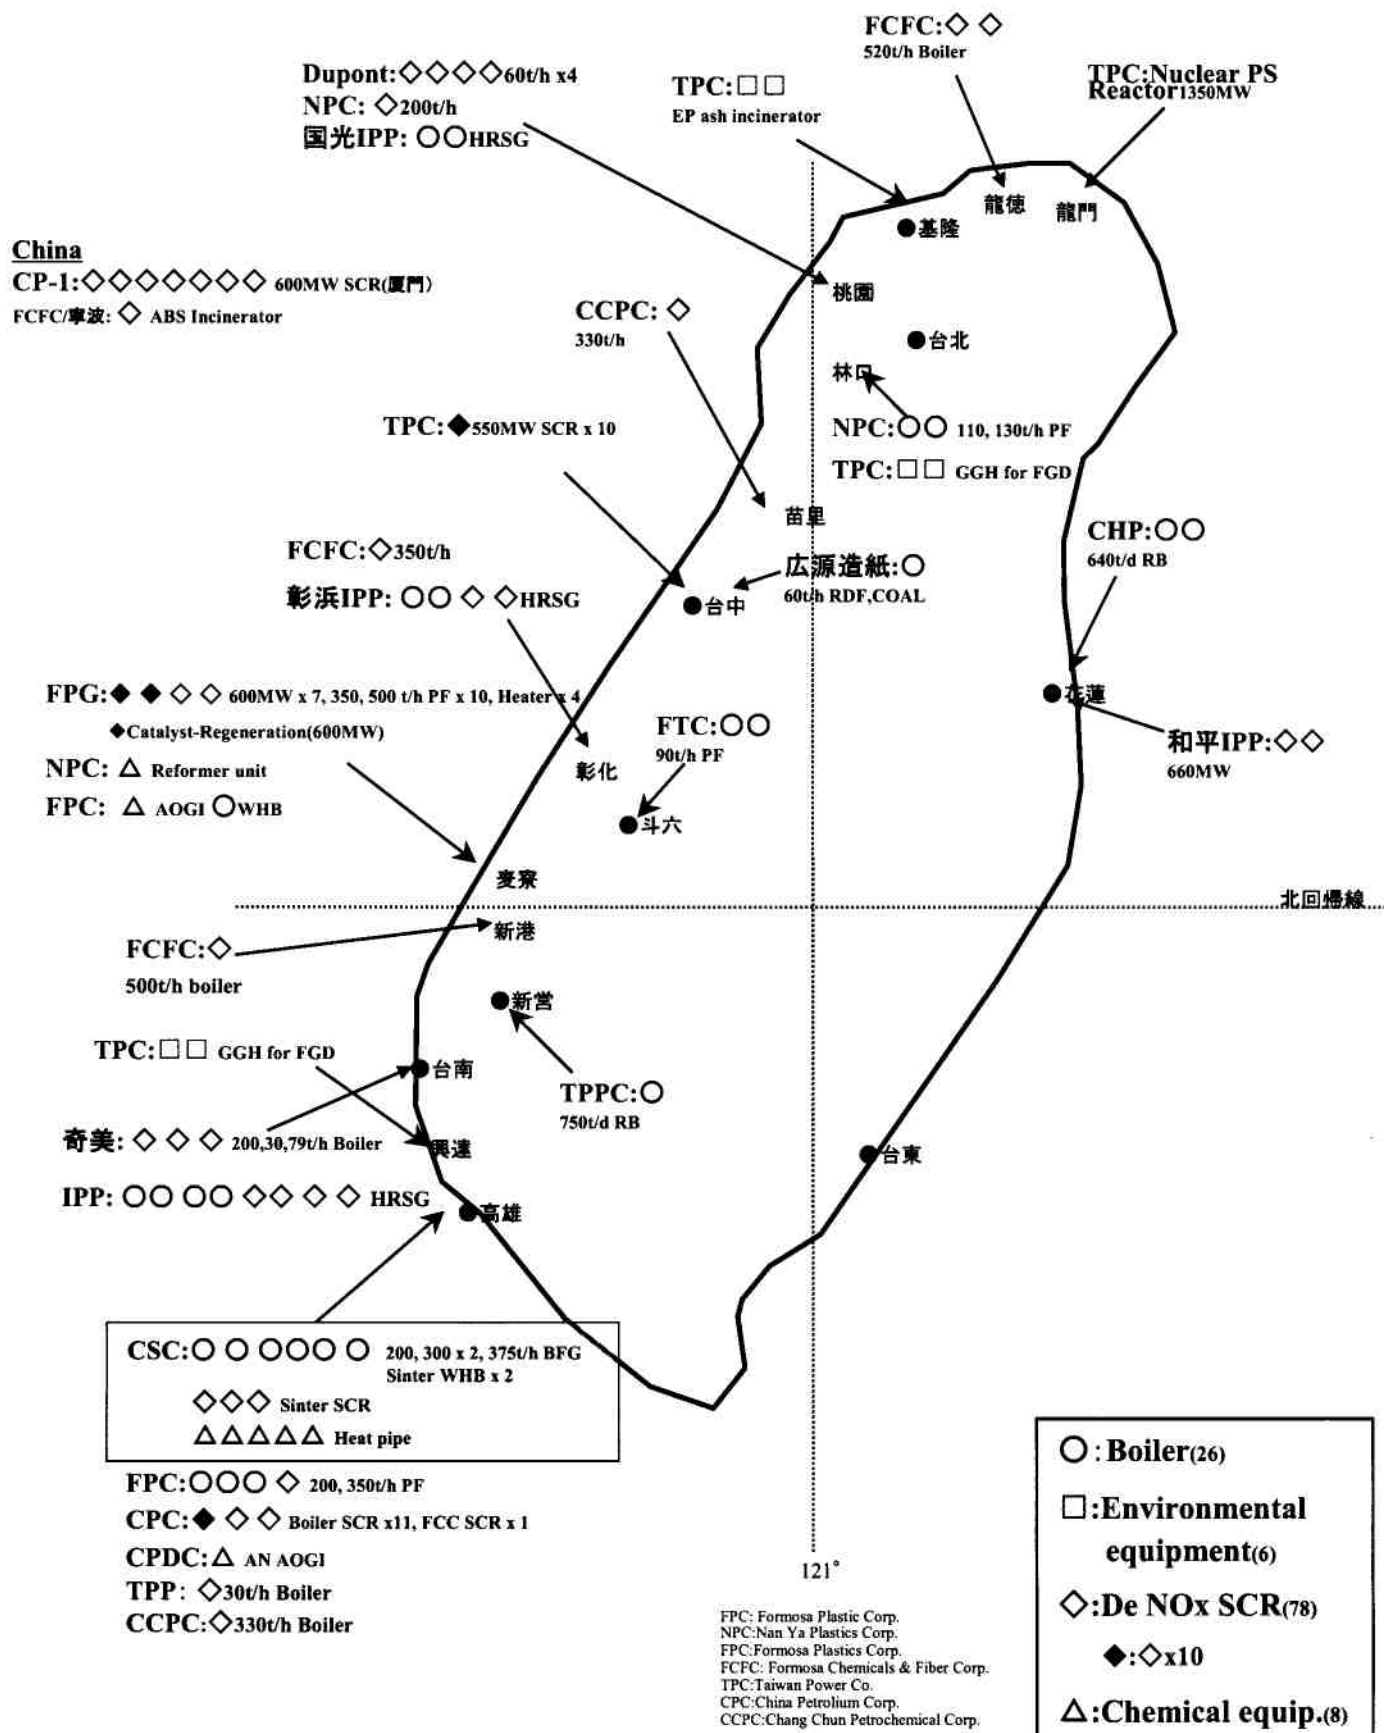 FCFC:◇ ◇
520t/h Boiler
Dupont:◇◇◇◇60t/h x4
NPC: ◇200t/h
国光IPP: ○○HRSG
TPC:□□
EP ash incinerator
TPC:Nuclear PS
Reactor1350MW
龍徳
龍門
基隆
China
CP-1:◇◇◇◇◇◇◇ 600MW SCR(厦門)
FCFC/寧波: ◇ ABS Incinerator
桃園
CCPC: ◇
330t/h
台北
林口
NPC:○○ 110, 130t/h PF
TPC:□□ GGH for FGD
TPC:◆550MW SCR x 10
苗里
FCFC:◇350t/h
彰浜IPP: ○○ ◇ ◇HRSG
広源造紙:○
60t/h RDF,COAL
台中
CHP:○○
640t/d RB
FPG:◆ ◆ ◇ ◇ 600MW x 7, 350, 500 t/h PF x 10, Heater x 4
◆Catalyst-Regeneration(600MW)
NPC: △ Reformer unit
FPC: △ AOGI ○WHB
花蓮
和平IPP:◇◇
660MW
FTC:○○
90t/h PF
彰化
斗六
麦寮
北回帰線
新港
FCFC:◇
500t/h boiler
新営
TPC:□□ GGH for FGD
台南
TPPC:○
750t/d RB
奇美: ◇ ◇ ◇ 200,30,79t/h Boiler
興達
台東
IPP: ○○ ○○ ◇◇ ◇ ◇ HRSG
高雄
CSC:○ ○ ○○○ ○ 200, 300 x 2, 375t/h BFG
Sinter WHB x 2
◇◇◇ Sinter SCR
△△△△△ Heat pipe
FPC:○○○ ◇ 200, 350t/h PF
CPC:◆ ◇ ◇ Boiler SCR x11, FCC SCR x 1
CPDC:△ AN AOGI
TPP: ◇30t/h Boiler
CCPC:◇330t/h Boiler
121°
FPC: Formosa Plastic Corp.
NPC:Nan Ya Plastics Corp.
FPC:Formosa Plastics Corp.
FCFC: Formosa Chemicals & Fiber Corp.
TPC:Taiwan Power Co.
CPC:China Petrolium Corp.
CCPC:Chang Chun Petrochemical Corp.
○: Boiler(26)
□:Environmental
equipment(6)
◇:De NOx SCR(78)
◆:◇x10
△:Chemical equip.(8)